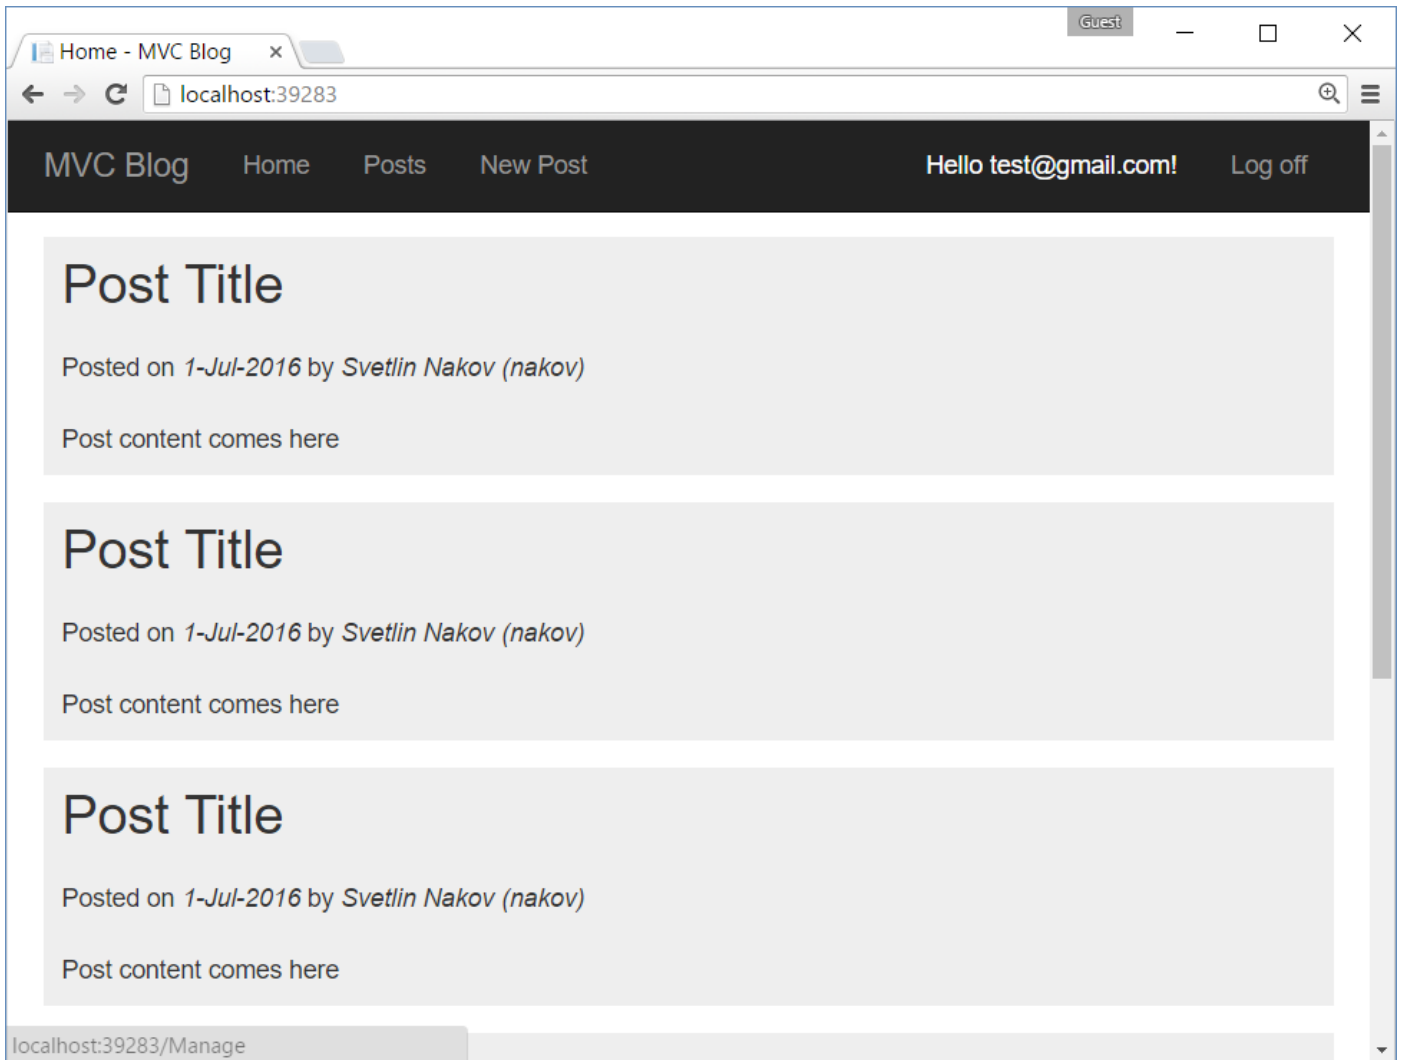 Guest
Home - MVC Blog
localhost:39283
MVC Blog Home Posts New Post Hello test@gmail.com! Log off
Post Title
Posted on 1-Jul-2016 by Svetlin Nakov (nakov)
Post content comes here
Post Title
Posted on 1-Jul-2016 by Svetlin Nakov (nakov)
Post content comes here
Post Title
Posted on 1-Jul-2016 by Svetlin Nakov (nakov)
Post content comes here
localhost:39283/Manage